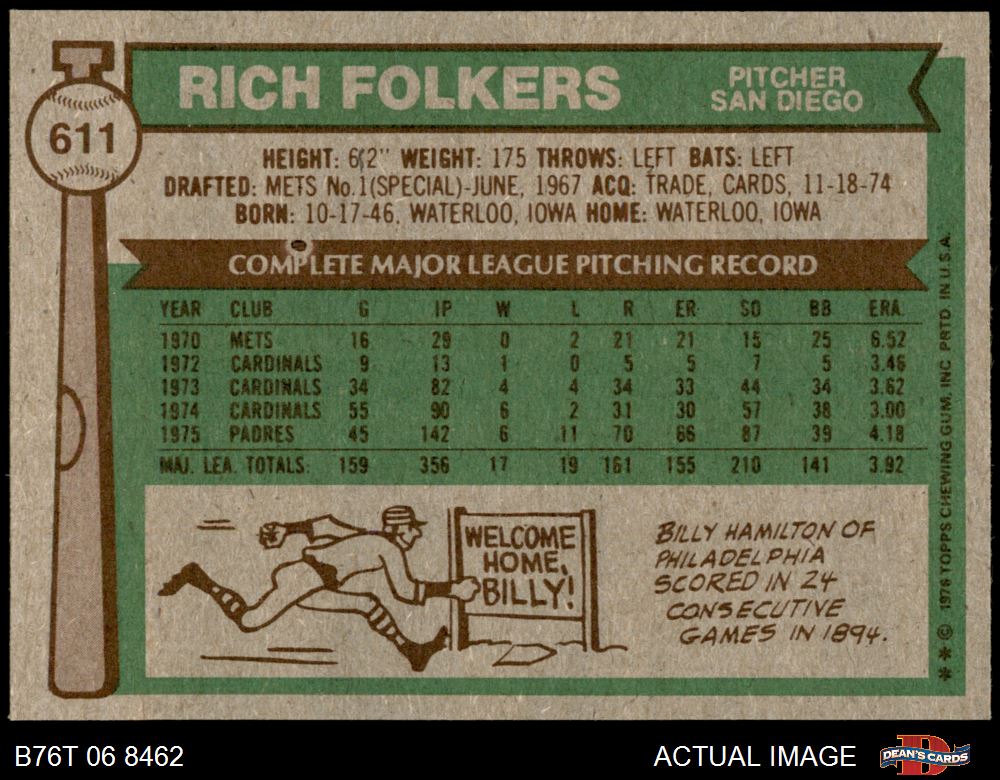 RICH FOLKERS
PITCHER
SAN DIEGO
611
HEIGHT: 6'2" WEIGHT: 175 THROWS: LEFT BATS: LEFT
DRAFTED: METS No.1(SPECIAL)-JUNE, 1967 ACQ: TRADE, CARDS, 11-18-74
BORN: 10-17-46, WATERLOO, IOWA HOME: WATERLOO, IOWA
COMPLETE MAJOR LEAGUE PITCHING RECORD
YEAR CLUB G IP W L R ER SO BB ERA
1970 METS 16 29 0 2 21 21 15 25 6.52
1972 CARDINALS 9 13 1 0 5 5 7 5 3.46
1973 CARDINALS 34 82 4 4 34 33 44 34 3.62
1974 CARDINALS 55 90 6 2 31 30 57 38 3.00
1975 PADRES 45 142 6 11 70 66 87 39 4.18
MAJ. LEA. TOTALS: 159 356 17 19 161 155 210 141 3.92
WELCOME
HOME,
BILLY!
BILLY HAMILTON OF
PHILADELPHIA
SCORED IN 24
CONSECUTIVE
GAMES IN 1894.
** © 1976 TOPPS CHEWING GUM, INC. PRTD. IN U.S.A.
B76T 06 8462
ACTUAL IMAGE
D
DEAN'S CARDS